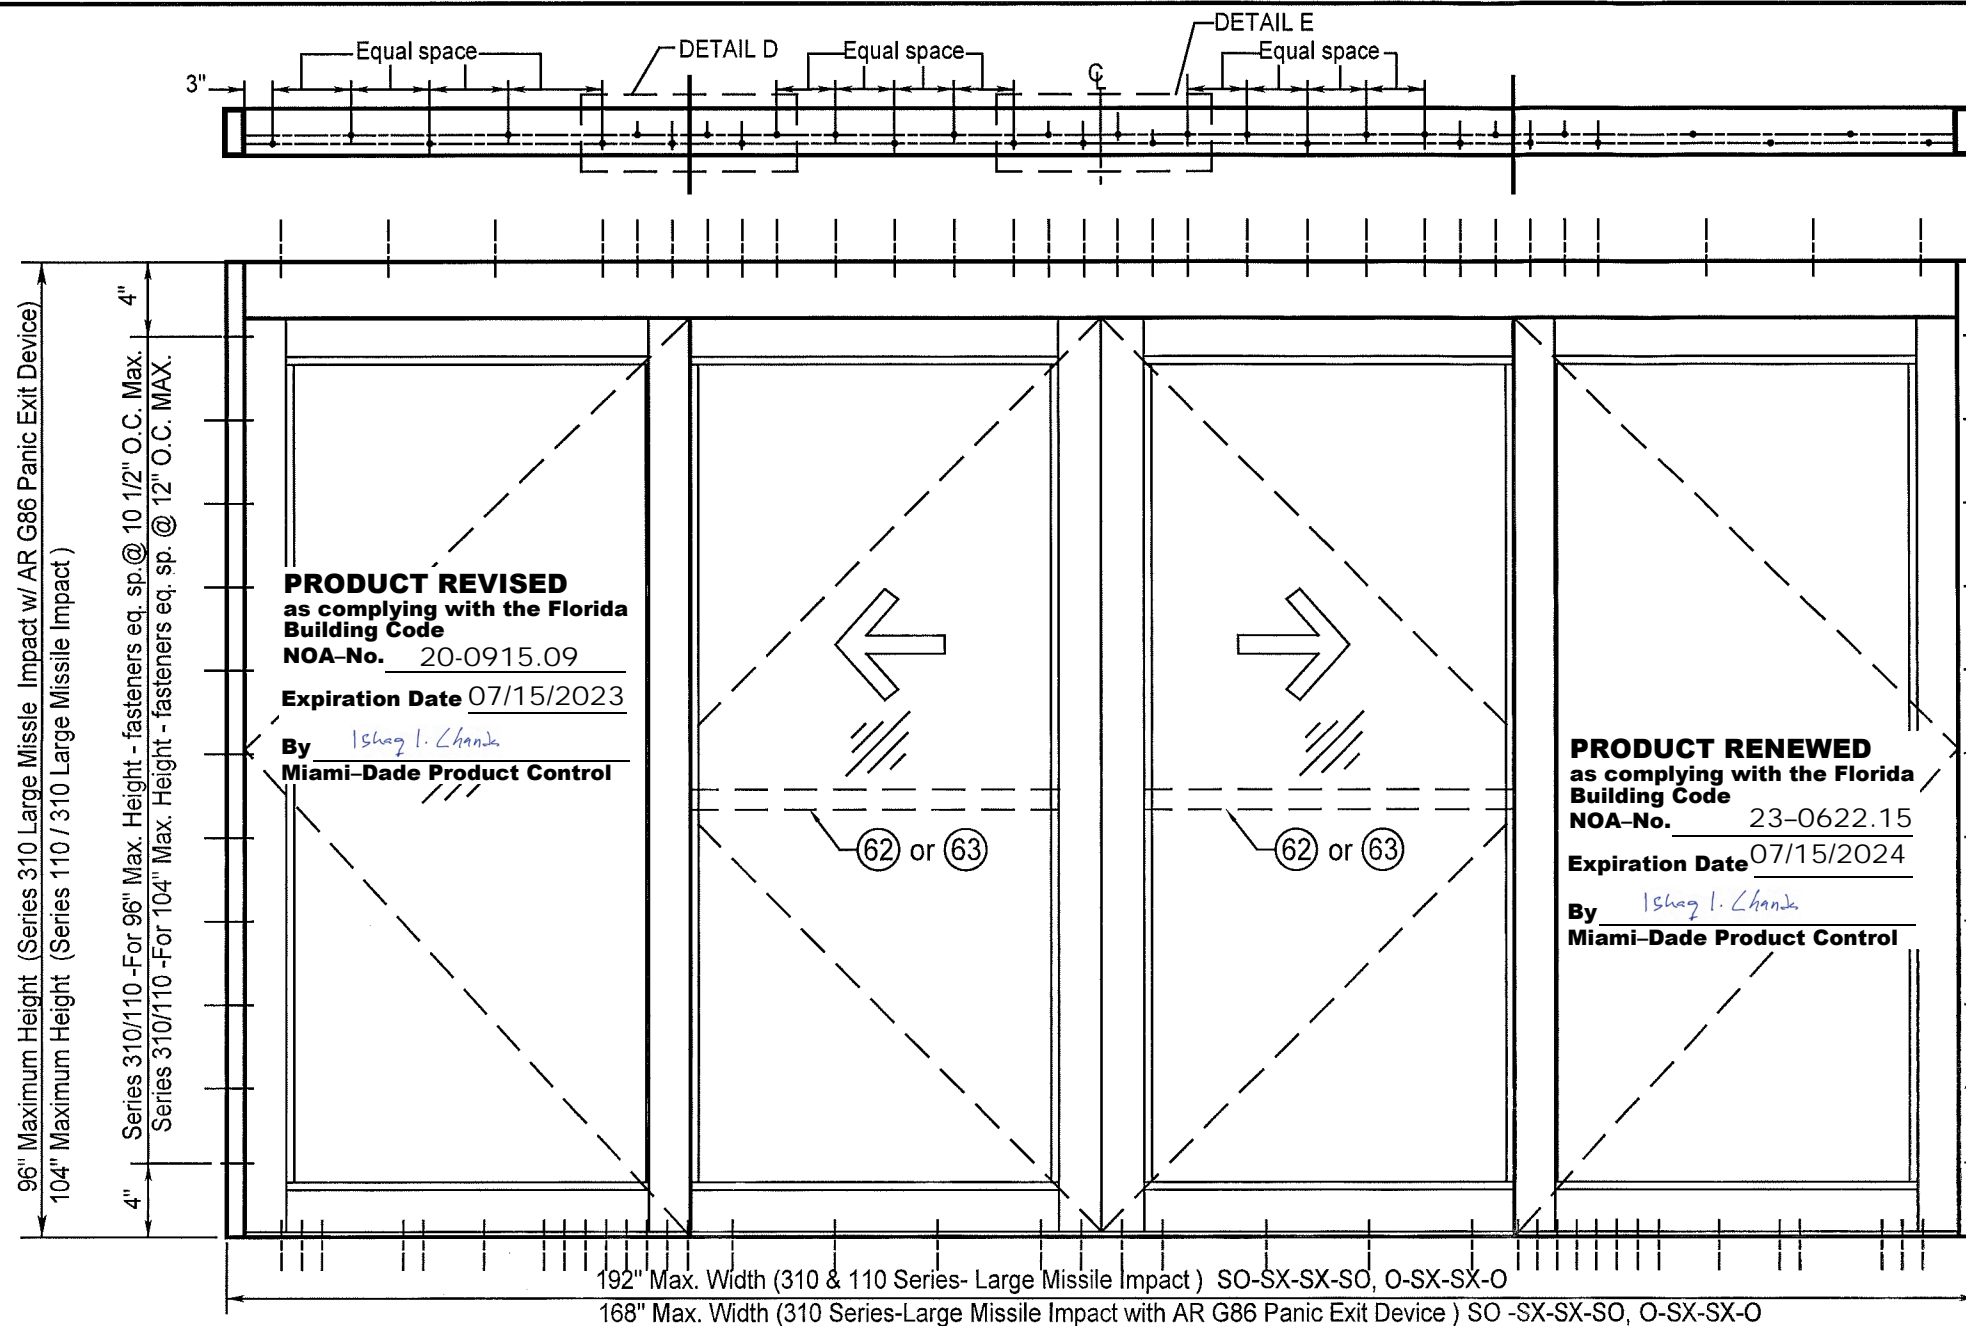 DETAIL E
Equal space
DETAIL D
Equal space
Equal space
3"
℄
96" Maximum Height (Series 310 Large Missle Impact w/ AR G86 Panic Exit Device)
104" Maximum Height (Series 110 / 310 Large Missile Impact )
4"
Series 310/110 -For 96" Max. Height - fasteners eq. sp.@ 10 1/2" O.C. Max.
Series 310/110 -For 104" Max. Height - fasteners eq. sp. @ 12" O.C. MAX.
4"
PRODUCT REVISED
as complying with the Florida
Building Code
NOA–No. 20-0915.09
Expiration Date 07/15/2023
By Ishaq I. Chanda
Miami–Dade Product Control
62 or 63
62 or 63
PRODUCT RENEWED
as complying with the Florida
Building Code
NOA–No. 23–0622.15
Expiration Date 07/15/2024
By Ishaq I. Chanda
Miami–Dade Product Control
192" Max. Width (310 & 110 Series- Large Missile Impact ) SO-SX-SX-SO, O-SX-SX-O
168" Max. Width (310 Series-Large Missile Impact with AR G86 Panic Exit Device ) SO -SX-SX-SO, O-SX-SX-O